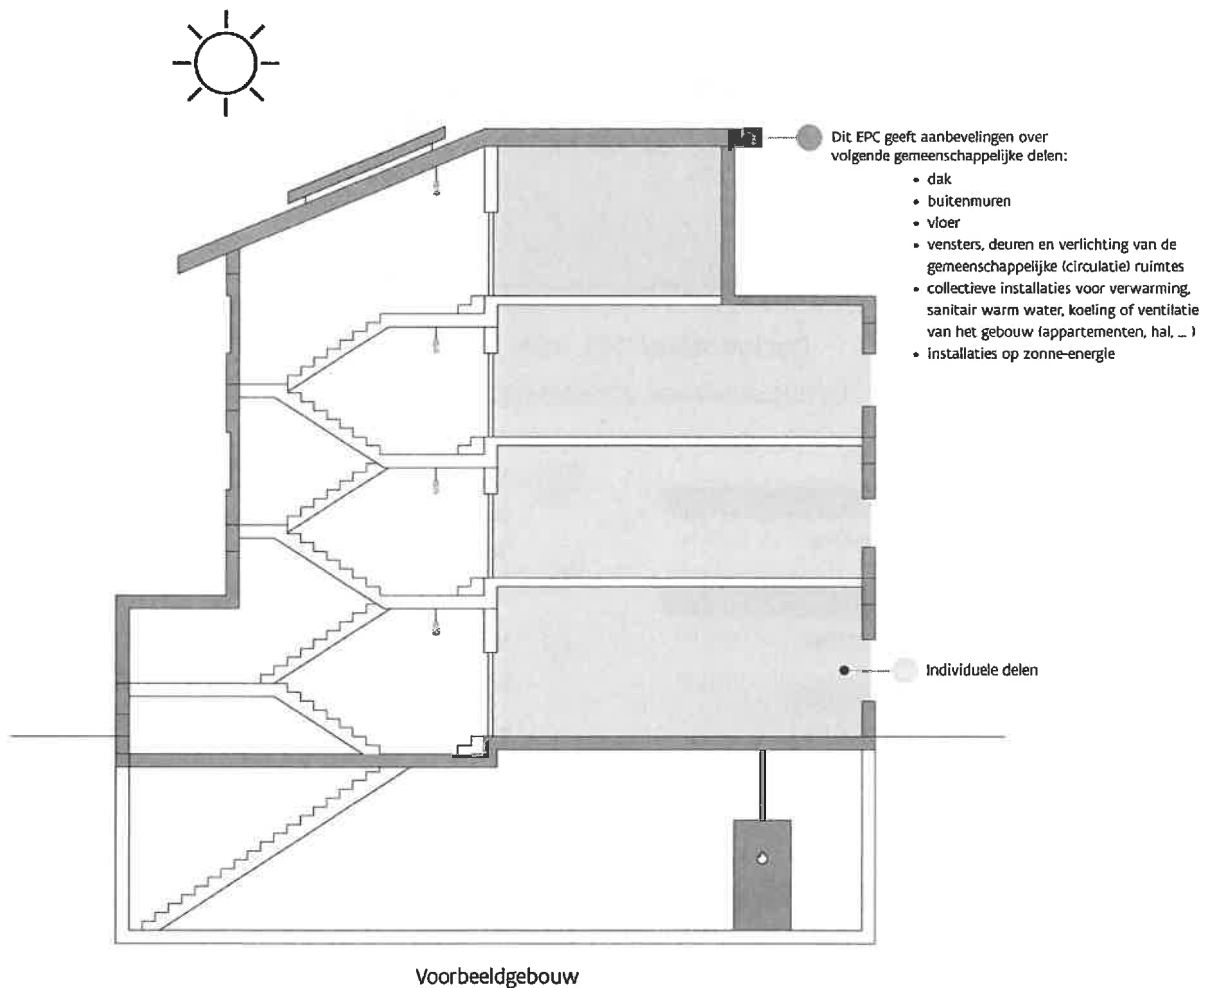 Dit EPC geeft aanbevelingen over
volgende gemeenschappelijke delen:
• dak
• buitenmuren
• vloer
• vensters, deuren en verlichting van de
gemeenschappelijke (circulatie) ruimtes
• collectieve installaties voor verwarming,
sanitair warm water, koeling of ventilatie
van het gebouw (appartementen, hal, ... )
• installaties op zonne-energie
Individuele delen
Voorbeeldgebouw